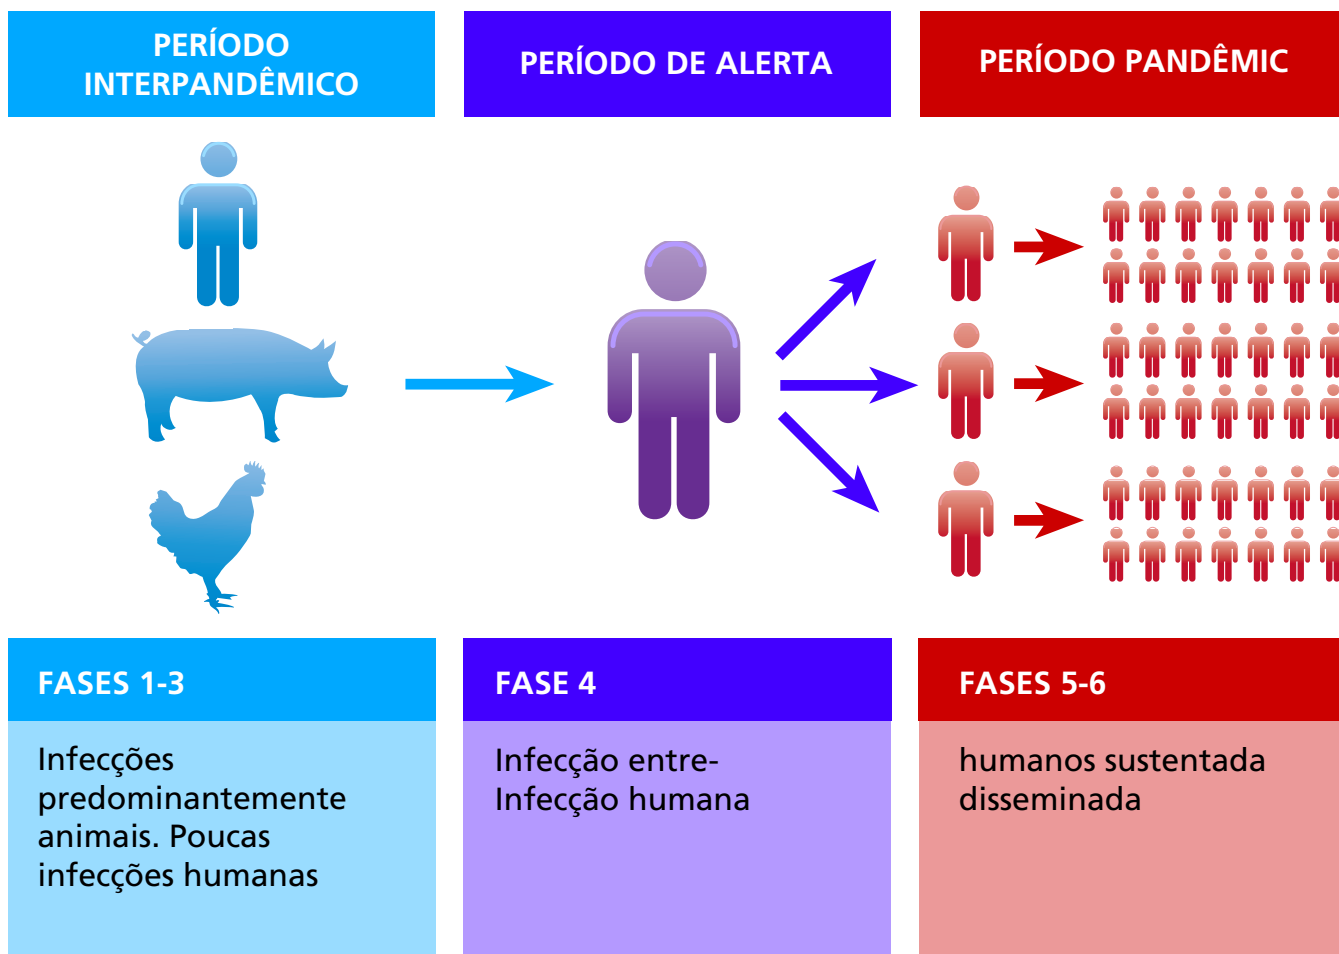 PERÍODO
INTERPANDÊMICO
PERÍODO DE ALERTA
PERÍODO PANDÊMIC
FASES 1-3
Infecções
predominantemente
animais. Poucas
infecções humanas
FASE 4
Infecção entre-
Infecção humana
FASES 5-6
humanos sustentada
disseminada